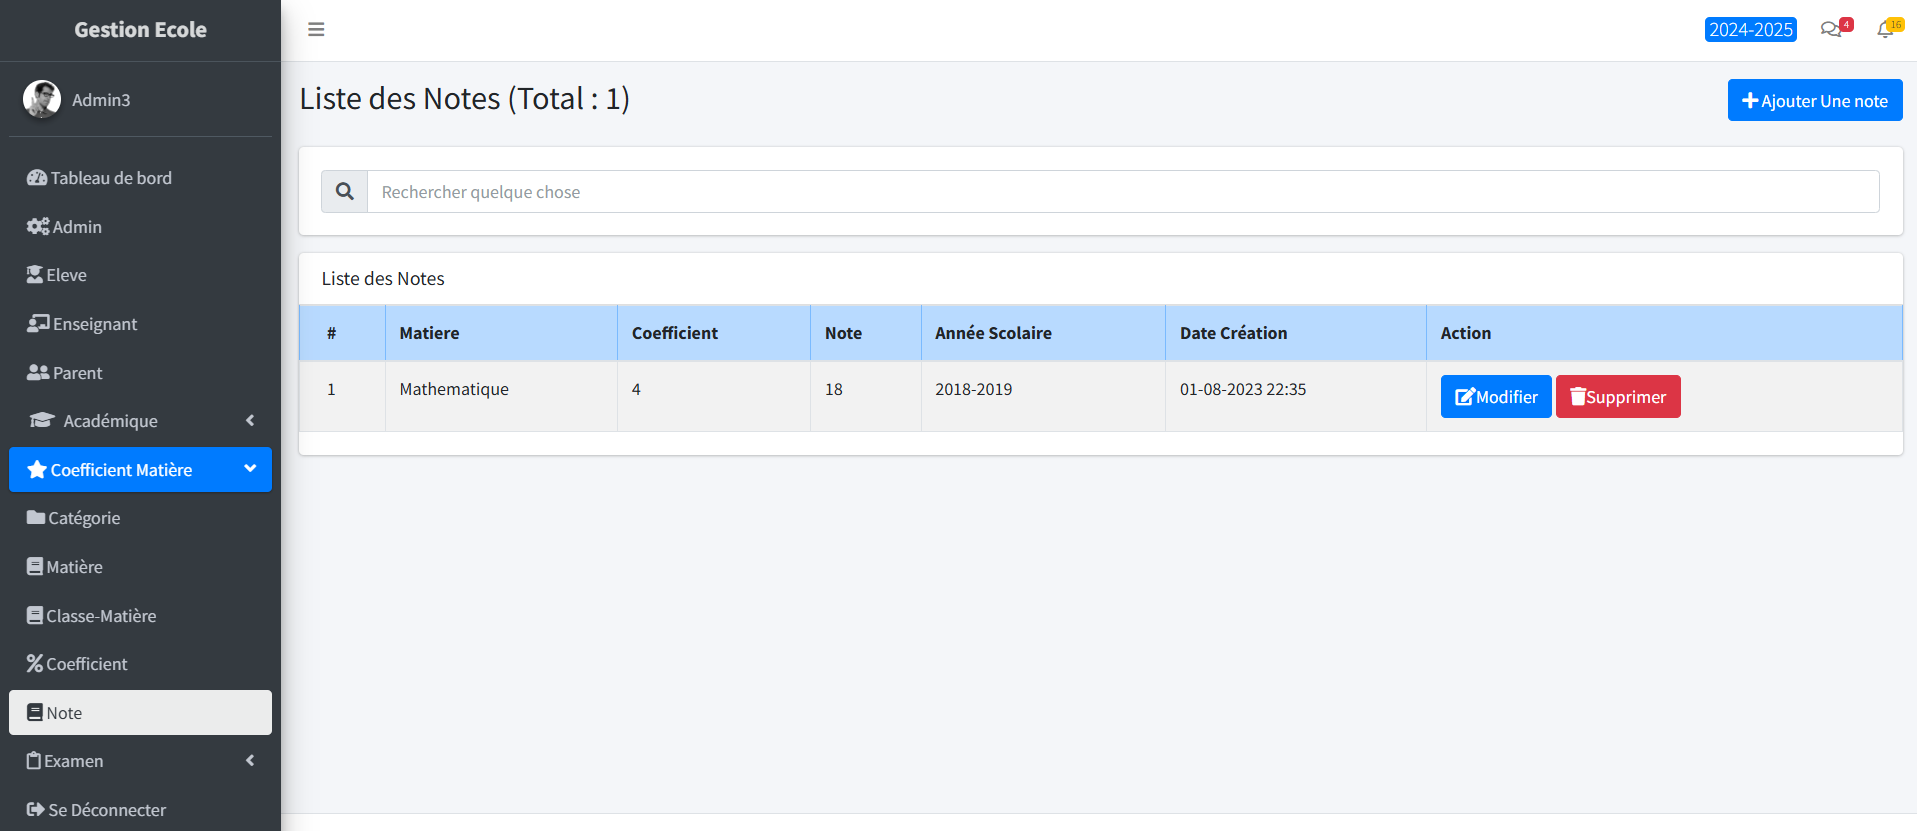 Gestion Ecole
Admin3
Tableau de bord
Admin
Eleve
Enseignant
Parent
Académique
Coefficient Matière
Catégorie
Matière
Classe-Matière
Coefficient
Note
Examen
Se Déconnecter
2024-2025 4 16
Liste des Notes (Total : 1)
Ajouter Une note
Rechercher quelque chose
Liste des Notes
# Matiere Coefficient Note Année Scolaire Date Création Action
1 Mathematique 4 18 2018-2019 01-08-2023 22:35 Modifier Supprimer